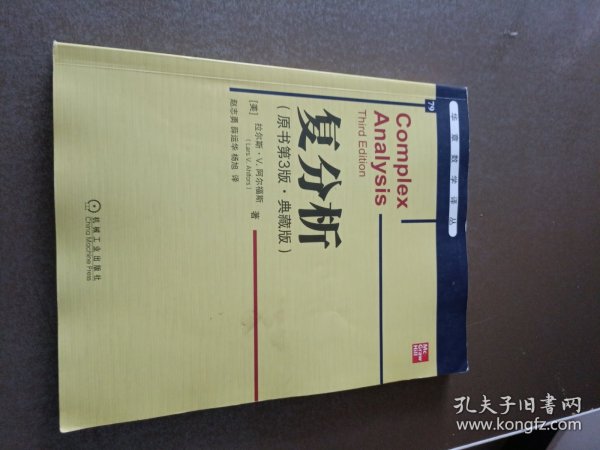 华章数学译丛
79
Complex
Analysis
Third Edition
复分析
(原书第3版·典藏版)
[美] 拉尔斯·V. 阿尔福斯 著
(Lars V. Ahlfors)
赵志勇 薛运华 杨旭 译
Mc
Graw
Hill
机械工业出版社
China Machine Press
孔夫子旧书网
www.kongfz.com